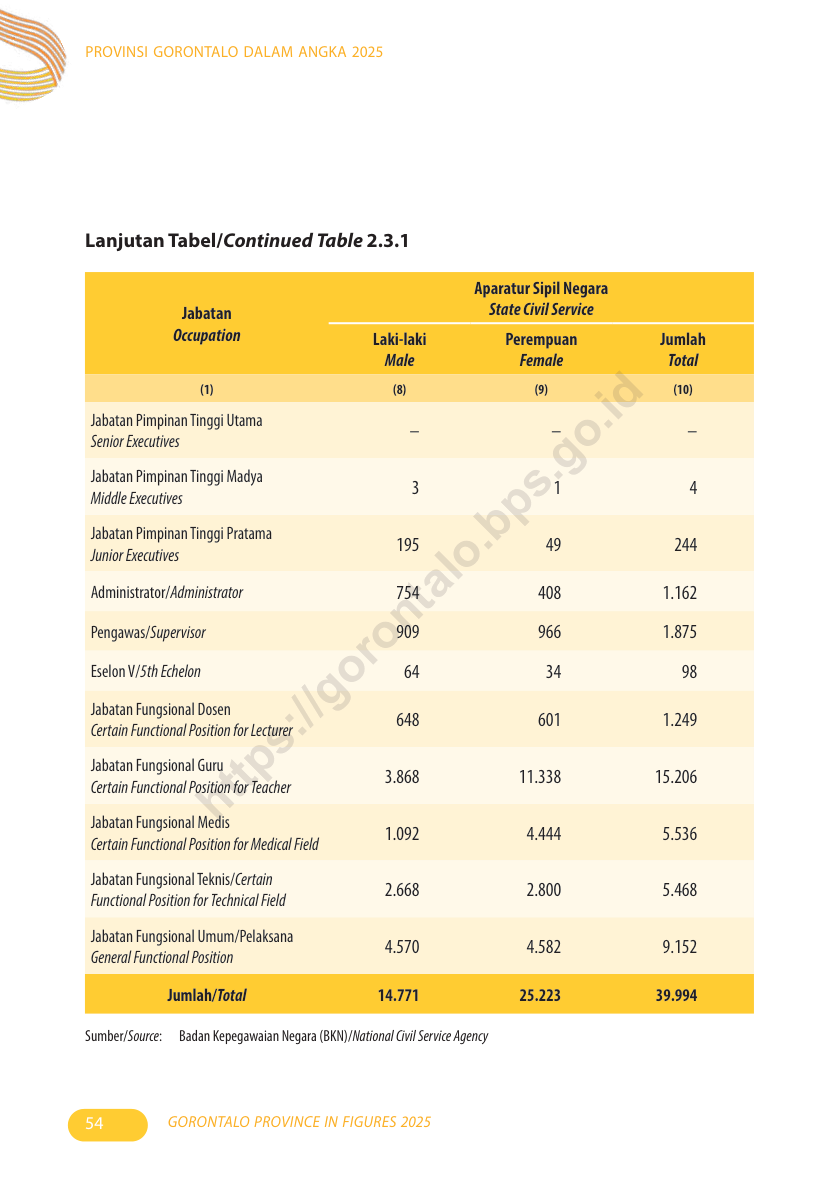 PROVINSI GORONTALO DALAM ANGKA 2025
Lanjutan Tabel/Continued Table 2.3.1
Jabatan
Occupation
Aparatur Sipil Negara
State Civil Service
Laki-laki
Male
Perempuan
Female
Jumlah
Total
(1) (8) (9) (10)
Jabatan Pimpinan Tinggi Utama
Senior Executives
– – –
Jabatan Pimpinan Tinggi Madya
Middle Executives
3 1 4
Jabatan Pimpinan Tinggi Pratama
Junior Executives
195 49 244
Administrator/Administrator 754 408 1.162
Pengawas/Supervisor 909 966 1.875
Eselon V/5th Echelon 64 34 98
Jabatan Fungsional Dosen
Certain Functional Position for Lecturer
648 601 1.249
Jabatan Fungsional Guru
Certain Functional Position for Teacher
3.868 11.338 15.206
Jabatan Fungsional Medis
Certain Functional Position for Medical Field
1.092 4.444 5.536
Jabatan Fungsional Teknis/Certain
Functional Position for Technical Field
2.668 2.800 5.468
Jabatan Fungsional Umum/Pelaksana
General Functional Position
4.570 4.582 9.152
Jumlah/Total 14.771 25.223 39.994
Sumber/Source: Badan Kepegawaian Negara (BKN)/National Civil Service Agency
https://gorontalo.bps.go.id
54 GORONTALO PROVINCE IN FIGURES 2025